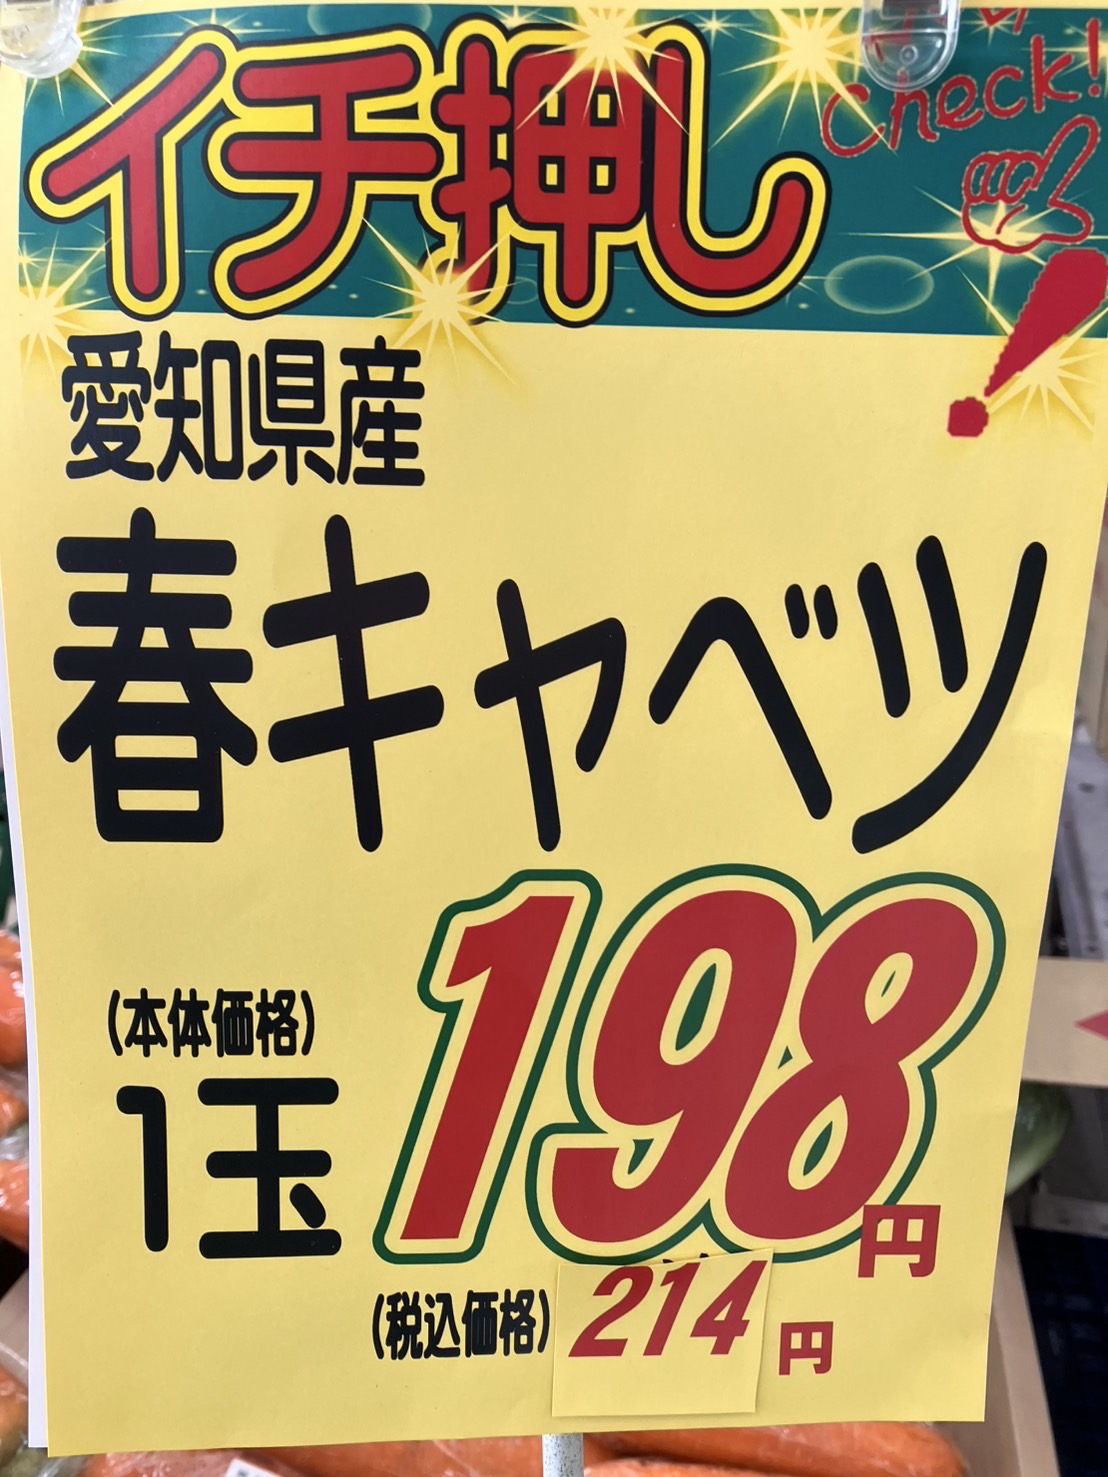 イチ押し
Check!
愛知県産
春キャベツ
(本体価格)
1玉
198円
(税込価格) 214円